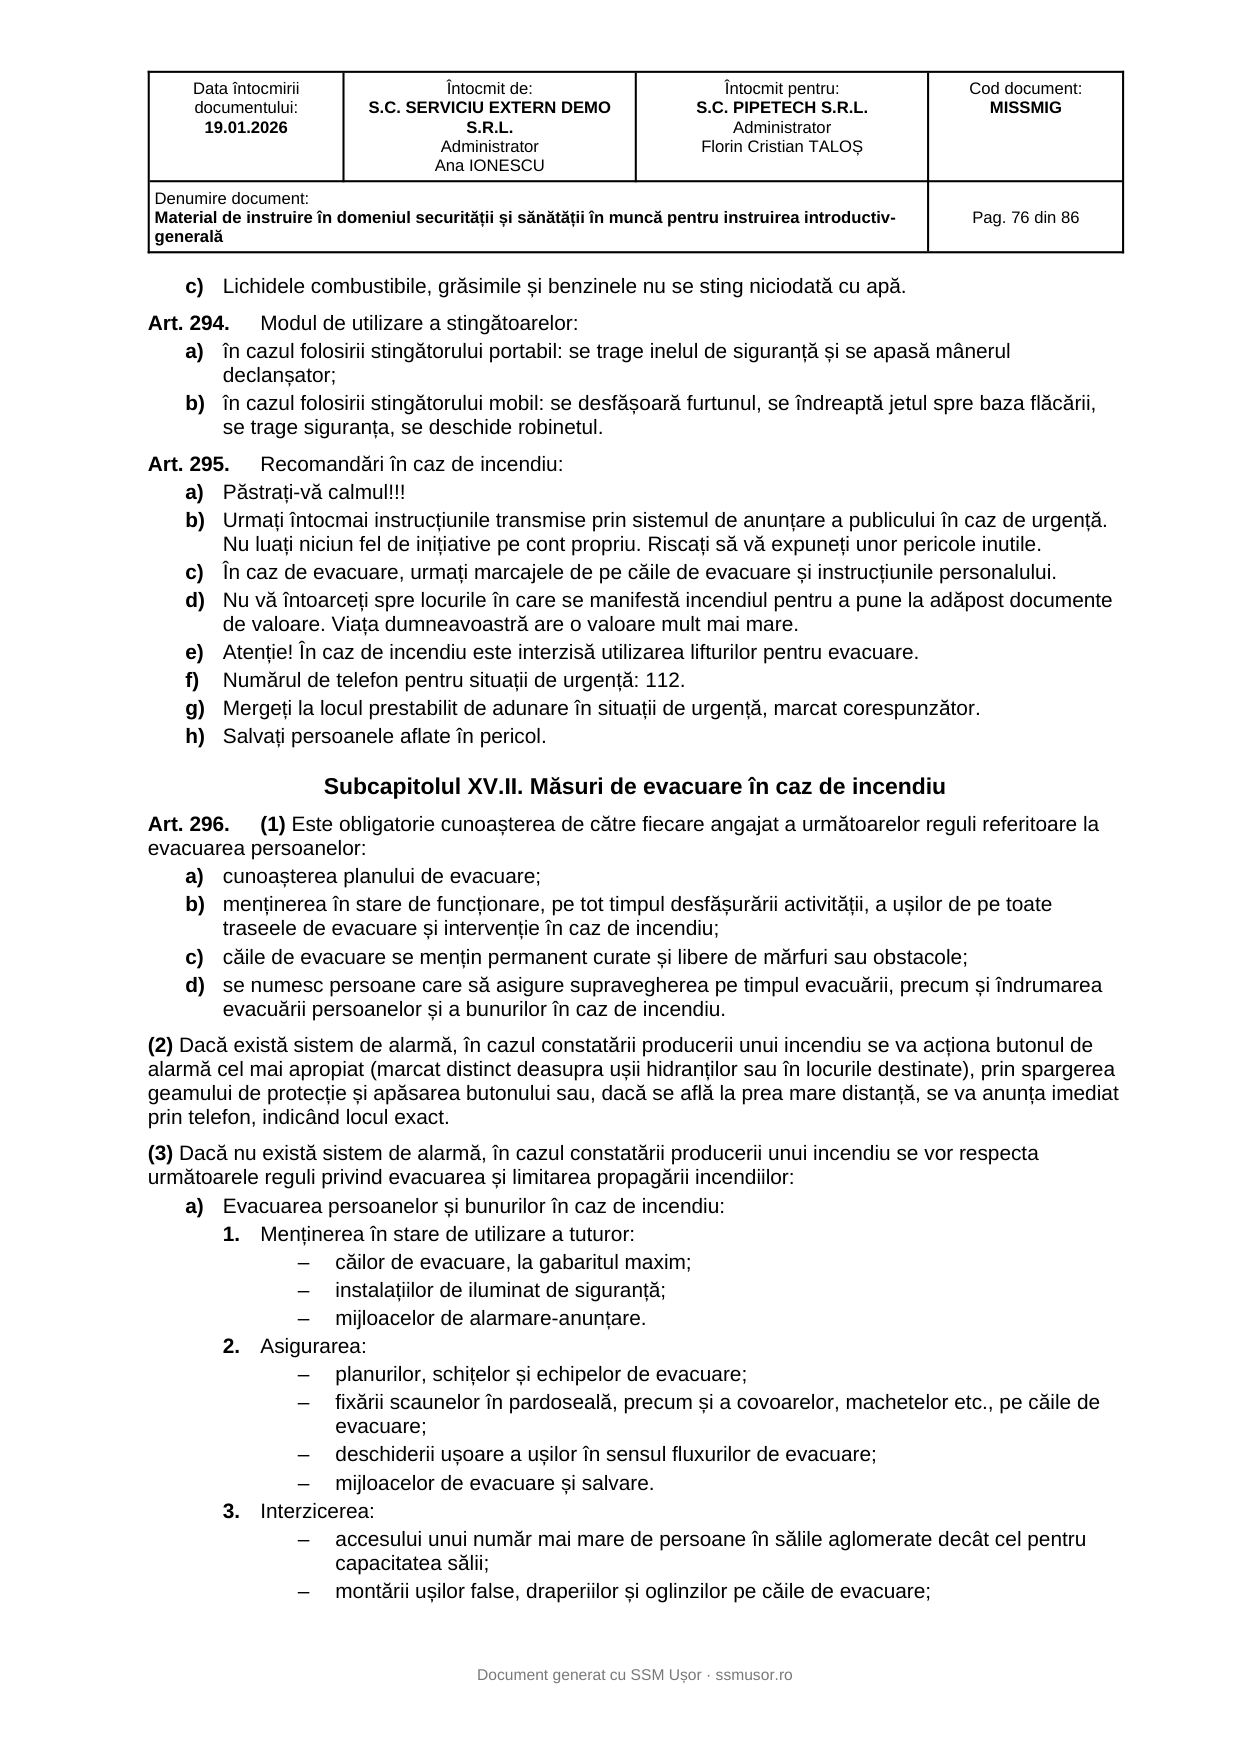 Data întocmirii
documentului:
19.01.2026
Întocmit de:
S.C. SERVICIU EXTERN DEMO
S.R.L.
Administrator
Ana IONESCU
Întocmit pentru:
S.C. PIPETECH S.R.L.
Administrator
Florin Cristian TALOȘ
Cod document:
MISSMIG
Denumire document:
Material de instruire în domeniul securității și sănătății în muncă pentru instruirea introductiv-
generală
Pag. 76 din 86
c) Lichidele combustibile, grăsimile și benzinele nu se sting niciodată cu apă.
Art. 294. Modul de utilizare a stingătoarelor:
a) în cazul folosirii stingătorului portabil: se trage inelul de siguranță și se apasă mânerul
declanșator;
b) în cazul folosirii stingătorului mobil: se desfășoară furtunul, se îndreaptă jetul spre baza flăcării,
se trage siguranța, se deschide robinetul.
Art. 295. Recomandări în caz de incendiu:
a) Păstrați-vă calmul!!!
b) Urmați întocmai instrucțiunile transmise prin sistemul de anunțare a publicului în caz de urgență.
Nu luați niciun fel de inițiative pe cont propriu. Riscați să vă expuneți unor pericole inutile.
c) În caz de evacuare, urmați marcajele de pe căile de evacuare și instrucțiunile personalului.
d) Nu vă întoarceți spre locurile în care se manifestă incendiul pentru a pune la adăpost documente
de valoare. Viața dumneavoastră are o valoare mult mai mare.
e) Atenție! În caz de incendiu este interzisă utilizarea lifturilor pentru evacuare.
f) Numărul de telefon pentru situații de urgență: 112.
g) Mergeți la locul prestabilit de adunare în situații de urgență, marcat corespunzător.
h) Salvați persoanele aflate în pericol.
Subcapitolul XV.II. Măsuri de evacuare în caz de incendiu
Art. 296. (1) Este obligatorie cunoașterea de către fiecare angajat a următoarelor reguli referitoare la
evacuarea persoanelor:
a) cunoașterea planului de evacuare;
b) menținerea în stare de funcționare, pe tot timpul desfășurării activității, a ușilor de pe toate
traseele de evacuare și intervenție în caz de incendiu;
c) căile de evacuare se mențin permanent curate și libere de mărfuri sau obstacole;
d) se numesc persoane care să asigure supravegherea pe timpul evacuării, precum și îndrumarea
evacuării persoanelor și a bunurilor în caz de incendiu.
(2) Dacă există sistem de alarmă, în cazul constatării producerii unui incendiu se va acționa butonul de
alarmă cel mai apropiat (marcat distinct deasupra ușii hidranților sau în locurile destinate), prin spargerea
geamului de protecție și apăsarea butonului sau, dacă se află la prea mare distanță, se va anunța imediat
prin telefon, indicând locul exact.
(3) Dacă nu există sistem de alarmă, în cazul constatării producerii unui incendiu se vor respecta
următoarele reguli privind evacuarea și limitarea propagării incendiilor:
a) Evacuarea persoanelor și bunurilor în caz de incendiu:
1. Menținerea în stare de utilizare a tuturor:
– căilor de evacuare, la gabaritul maxim;
– instalațiilor de iluminat de siguranță;
– mijloacelor de alarmare-anunțare.
2. Asigurarea:
– planurilor, schițelor și echipelor de evacuare;
– fixării scaunelor în pardoseală, precum și a covoarelor, machetelor etc., pe căile de
evacuare;
– deschiderii ușoare a ușilor în sensul fluxurilor de evacuare;
– mijloacelor de evacuare și salvare.
3. Interzicerea:
– accesului unui număr mai mare de persoane în sălile aglomerate decât cel pentru
capacitatea sălii;
– montării ușilor false, draperiilor și oglinzilor pe căile de evacuare;
Document generat cu SSM Ușor · ssmusor.ro